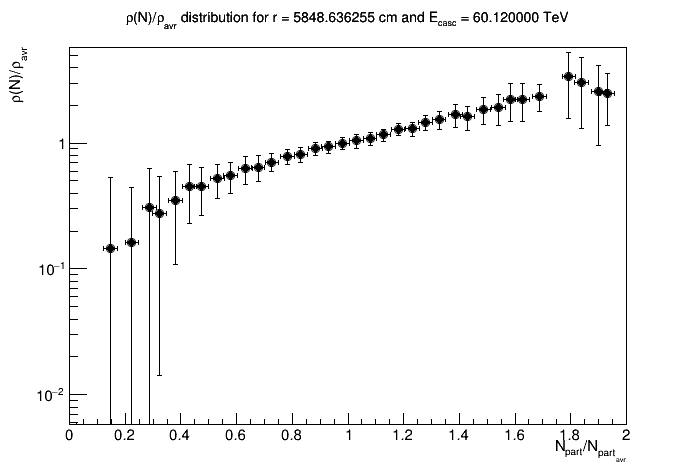 ρ(N)/ρavr distribution for r = 5848.636255 cm and Ecasc = 60.120000 TeV
ρ(N)/ρavr
1
10−1
10−2
0 0.2 0.4 0.6 0.8 1 1.2 1.4 1.6 1.8 2
Npart/Npartavr